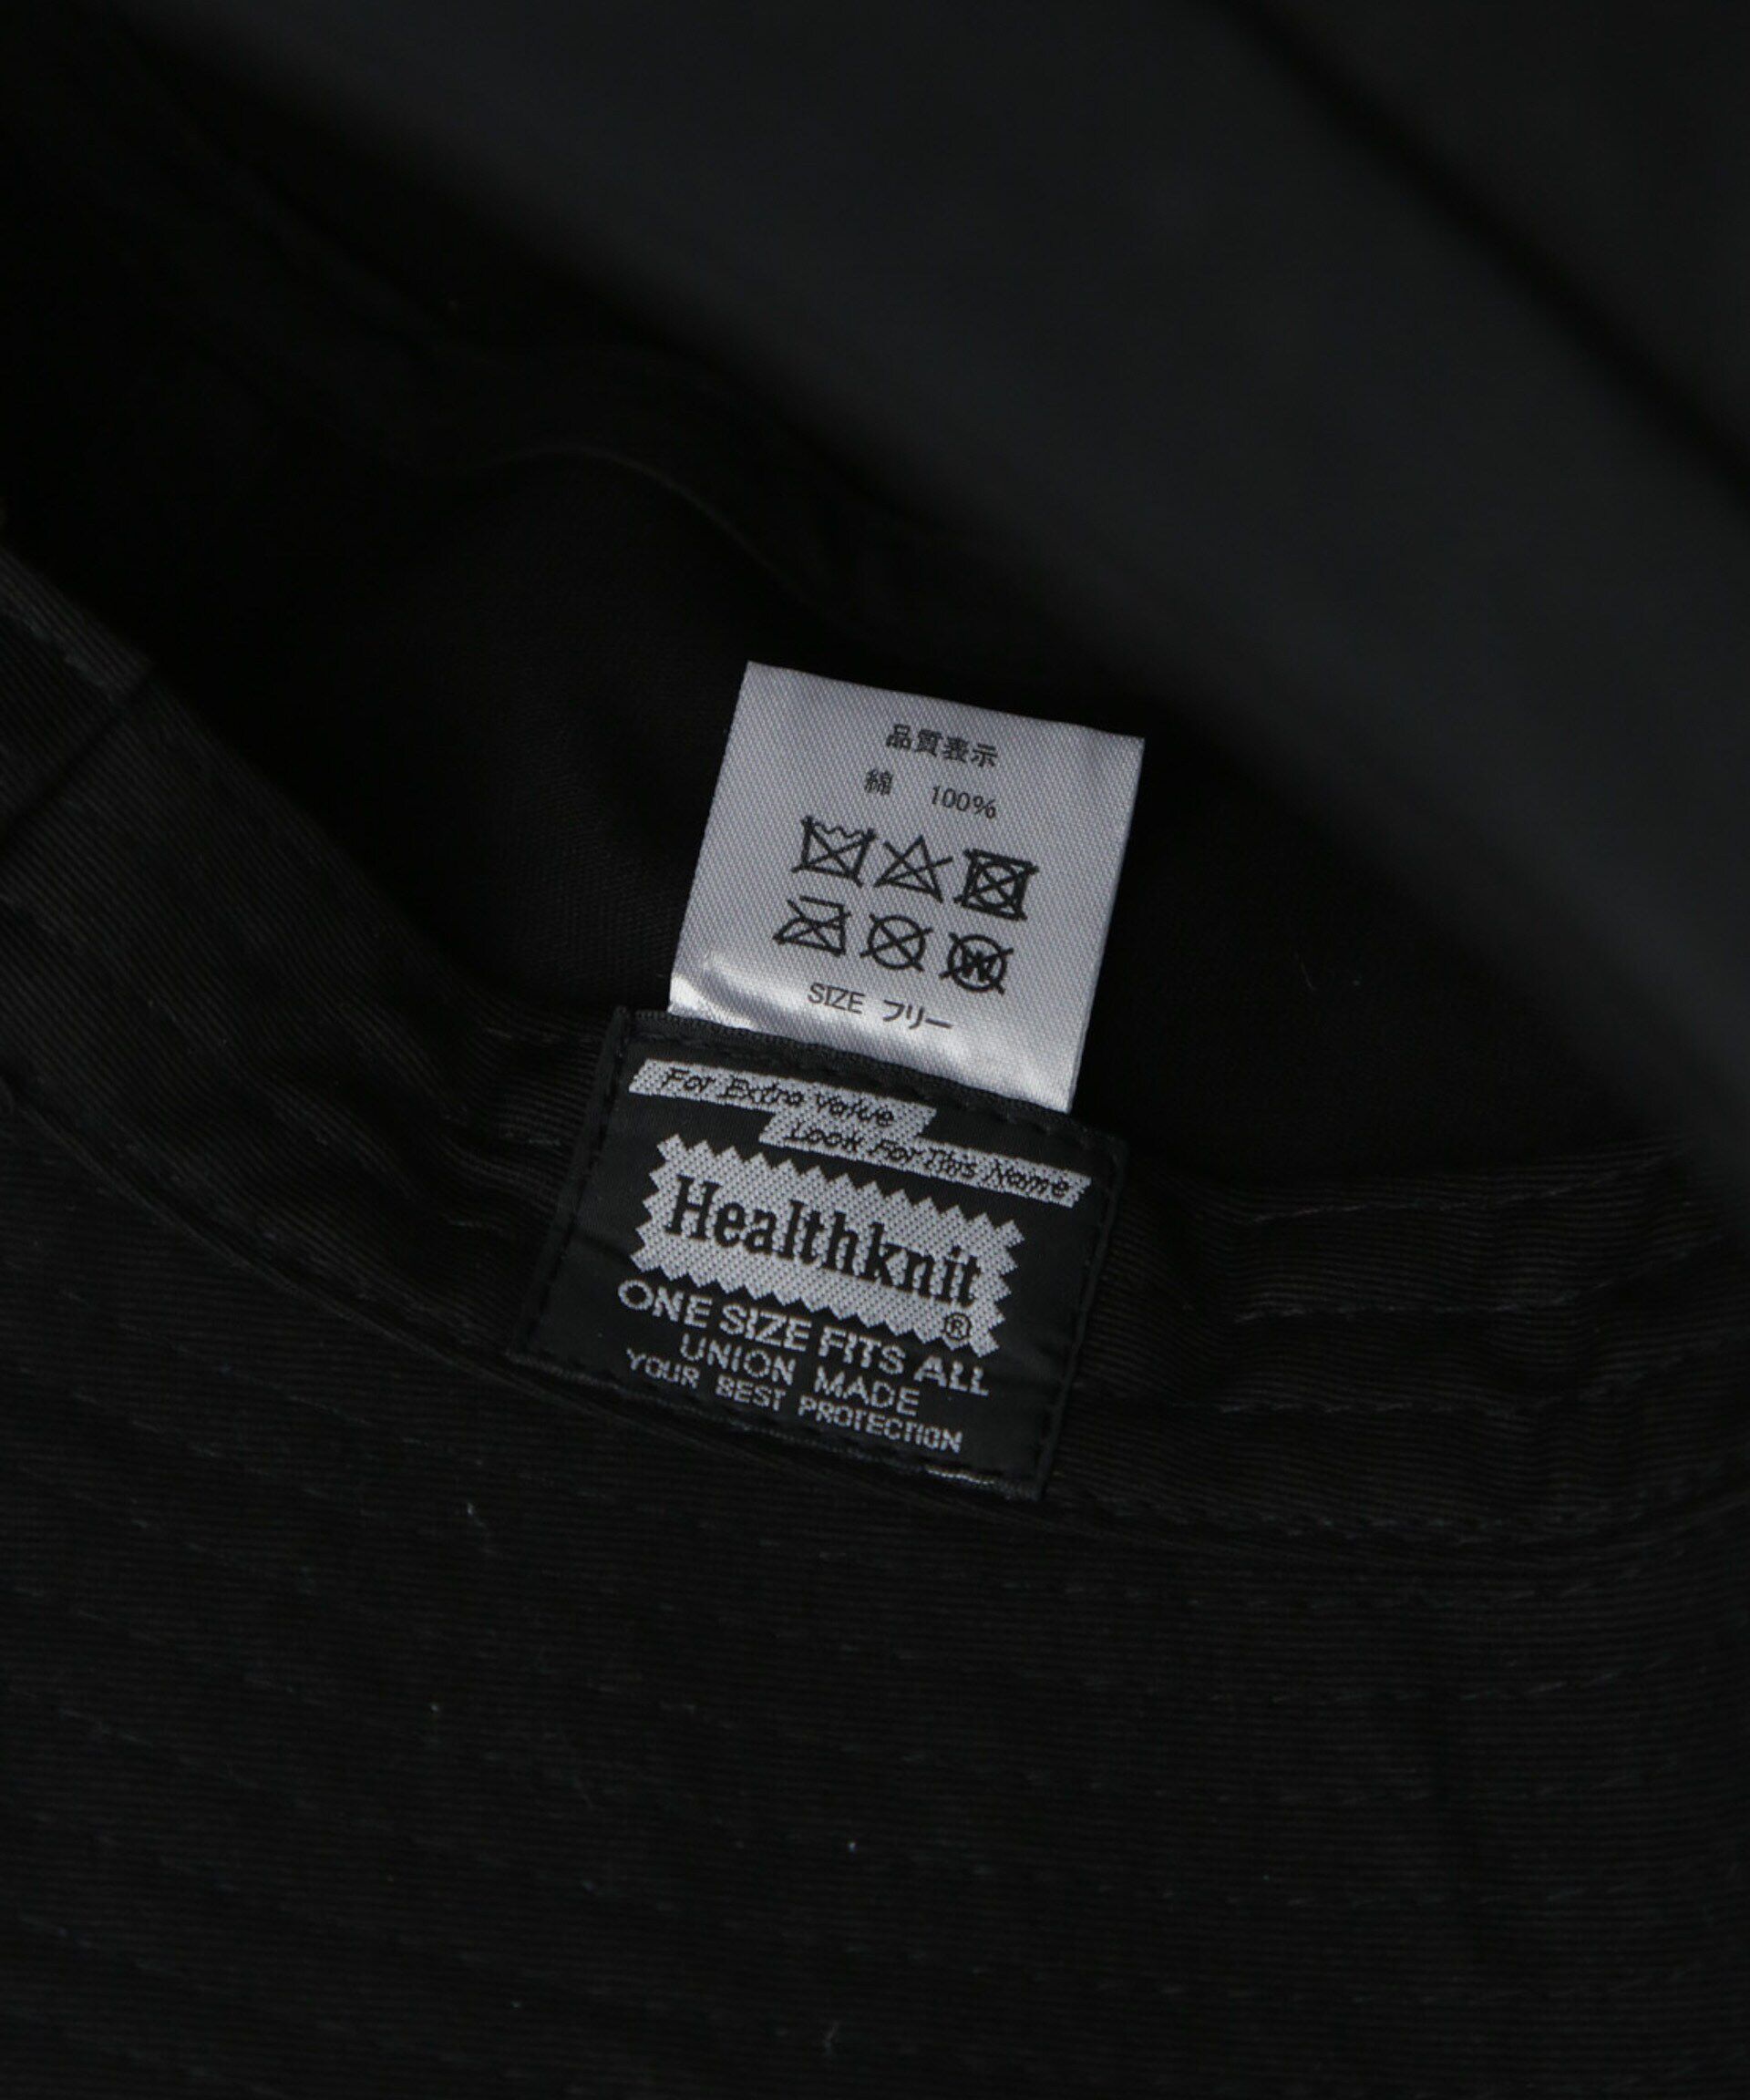 品質表示
綿 100%
W
SIZE フリー
For Extra Value
Look For This Name
Healthknit
®
ONE SIZE FITS ALL
UNION MADE
YOUR BEST PROTECTION